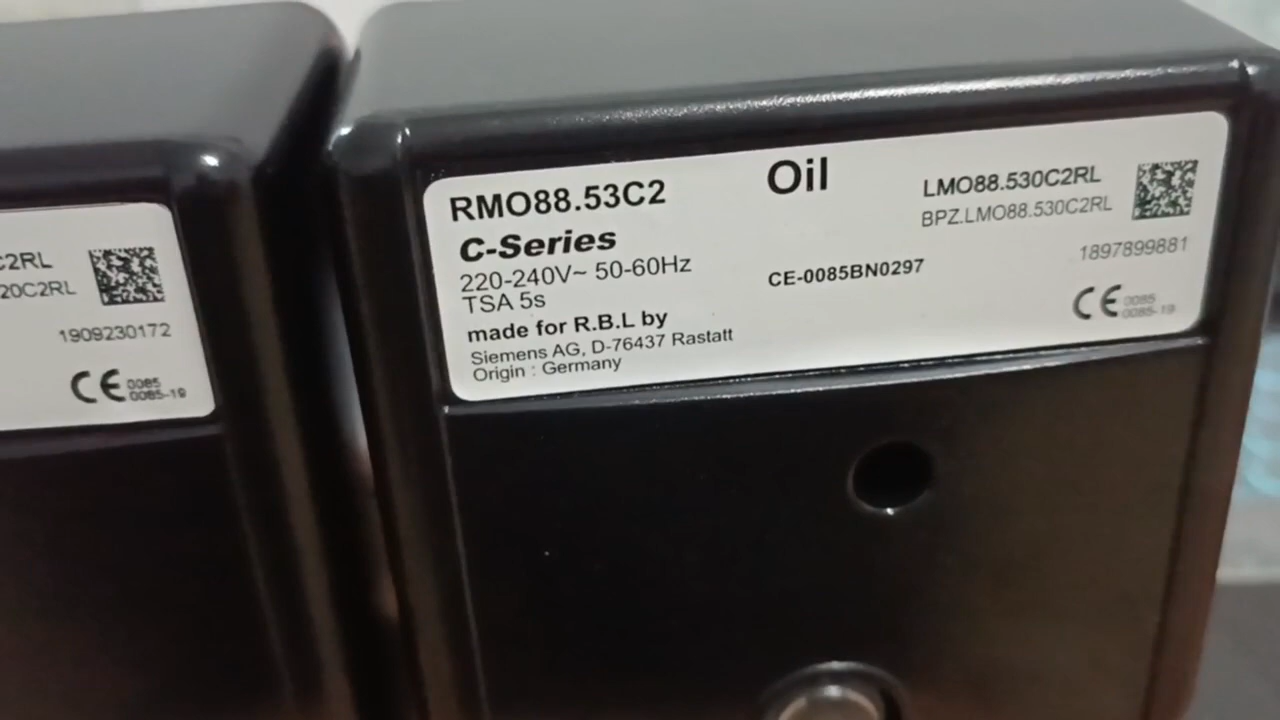 C2RL
20C2RL
1909230172
CE 0085
0085-19
RMO88.53C2
Oil
LMO88.530C2RL
C-Series
BPZ.LMO88.530C2RL
220-240V~ 50-60Hz
CE-0085BN0297
1897899881
TSA 5s
made for R.B.L by
CE 0085
0085-19
Siemens AG, D-76437 Rastatt
Origin : Germany